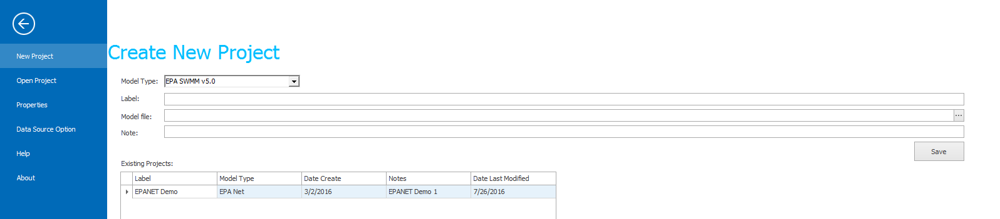 New Project
Open Project
Properties
Data Source Option
Help
About
Create New Project
Model Type: EPA SWMM v5.0
Label:
Model file: ...
Note:
Save
Existing Projects:
Label Model Type Date Create Notes Date Last Modified
EPANET Demo EPA Net 3/2/2016 EPANET Demo 1 7/26/2016